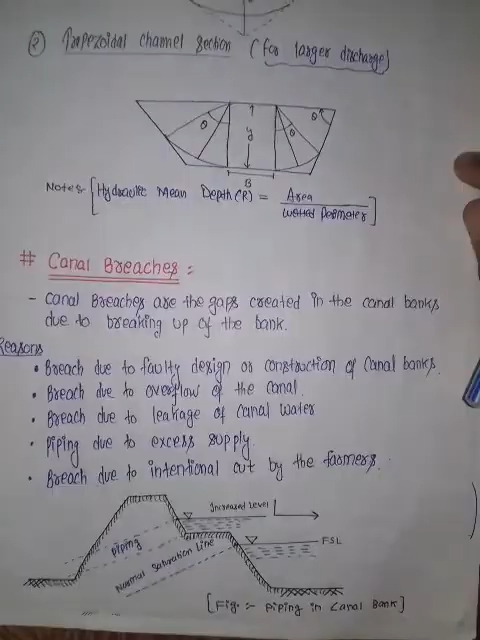 ② Trapezoidal channel section (for larger discharge)
θ y θ θ
B
Notes:- [Hydraulic Mean Depth (R) = Area / Wetted Perimeter]
# Canal Breaches :
- Canal Breaches are the gaps created in the canal banks
due to breaking up of the bank.
Reasons
• Breach due to faulty design or construction of canal banks.
• Breach due to overflow of the canal.
• Breach due to leakage of canal water
• Piping due to excess supply.
• Breach due to intentional cut by the farmers.
Increased Level
Piping
FSL
Normal Saturation Line
[Fig :- Piping in Canal Bank]